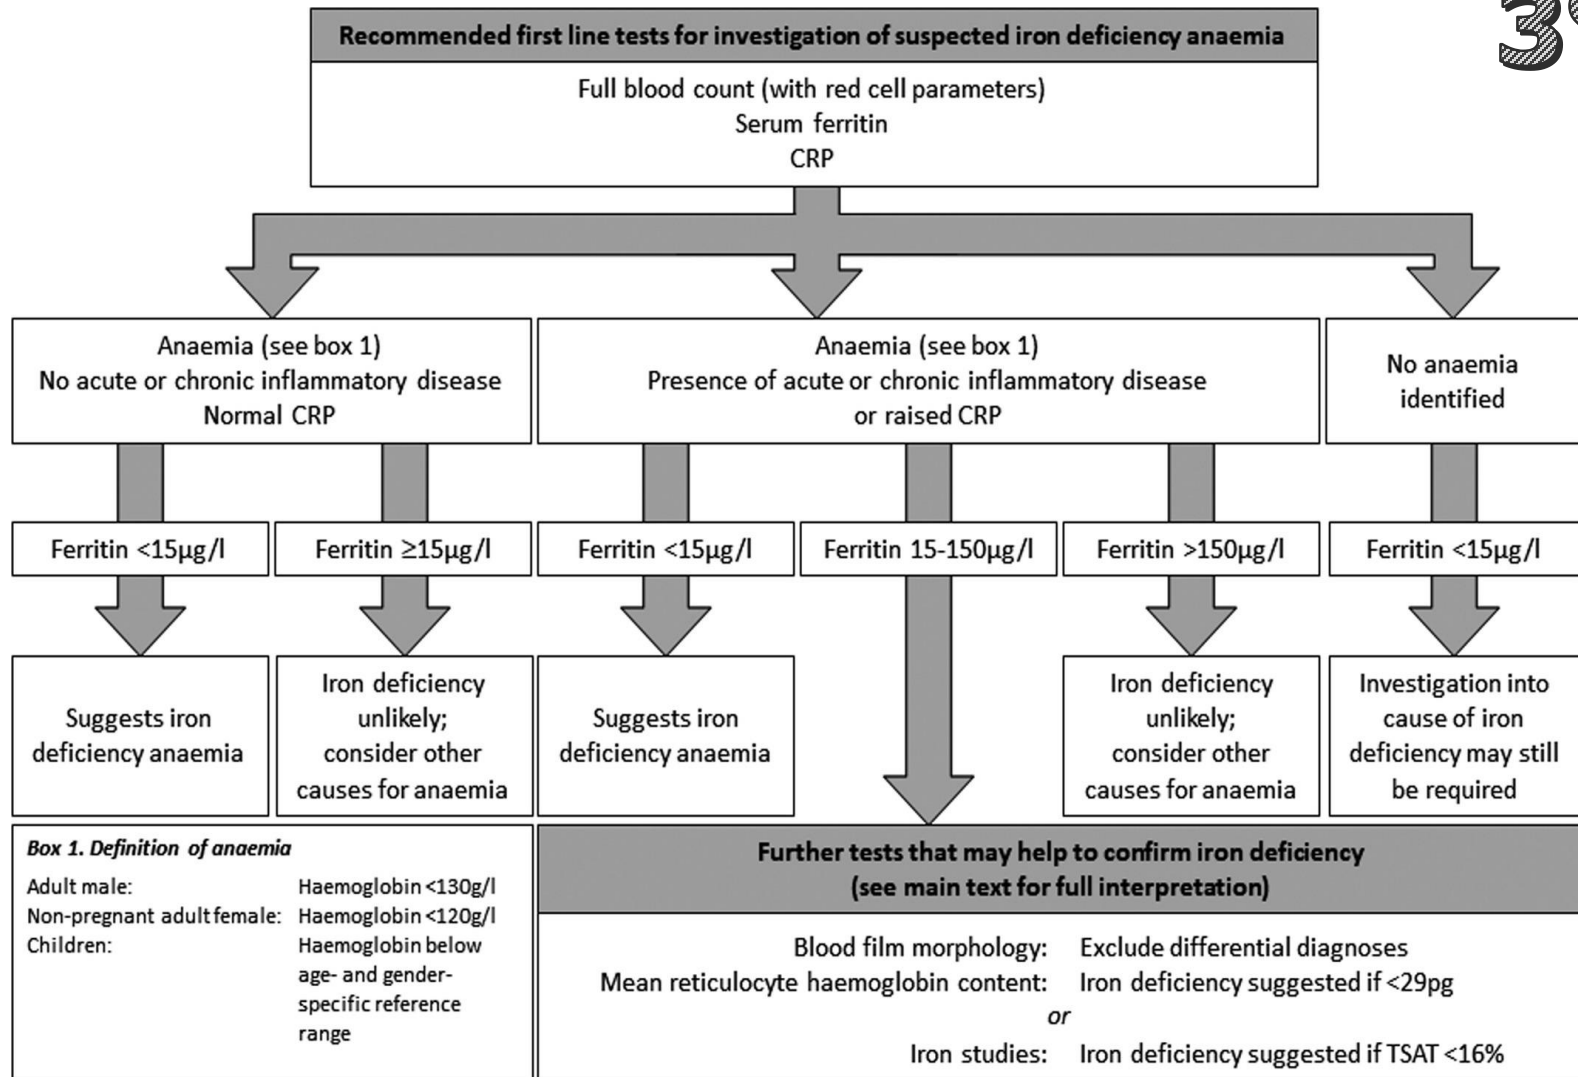 Recommended first line tests for investigation of suspected iron deficiency anaemia
Full blood count (with red cell parameters)
Serum ferritin
CRP
Anaemia (see box 1)
No acute or chronic inflammatory disease
Normal CRP
Anaemia (see box 1)
Presence of acute or chronic inflammatory disease
or raised CRP
No anaemia
identified
Ferritin <15µg/l
Ferritin ≥15µg/l
Ferritin <15µg/l
Ferritin 15-150µg/l
Ferritin >150µg/l
Ferritin <15µg/l
Suggests iron
deficiency anaemia
Iron deficiency
unlikely;
consider other
causes for anaemia
Suggests iron
deficiency anaemia
Iron deficiency
unlikely;
consider other
causes for anaemia
Investigation into
cause of iron
deficiency may still
be required
Box 1. Definition of anaemia
Adult male: Haemoglobin <130g/l
Non-pregnant adult female: Haemoglobin <120g/l
Children: Haemoglobin below
age- and gender-
specific reference
range
Further tests that may help to confirm iron deficiency
(see main text for full interpretation)
Blood film morphology: Exclude differential diagnoses
Mean reticulocyte haemoglobin content: Iron deficiency suggested if <29pg
or
Iron studies: Iron deficiency suggested if TSAT <16%